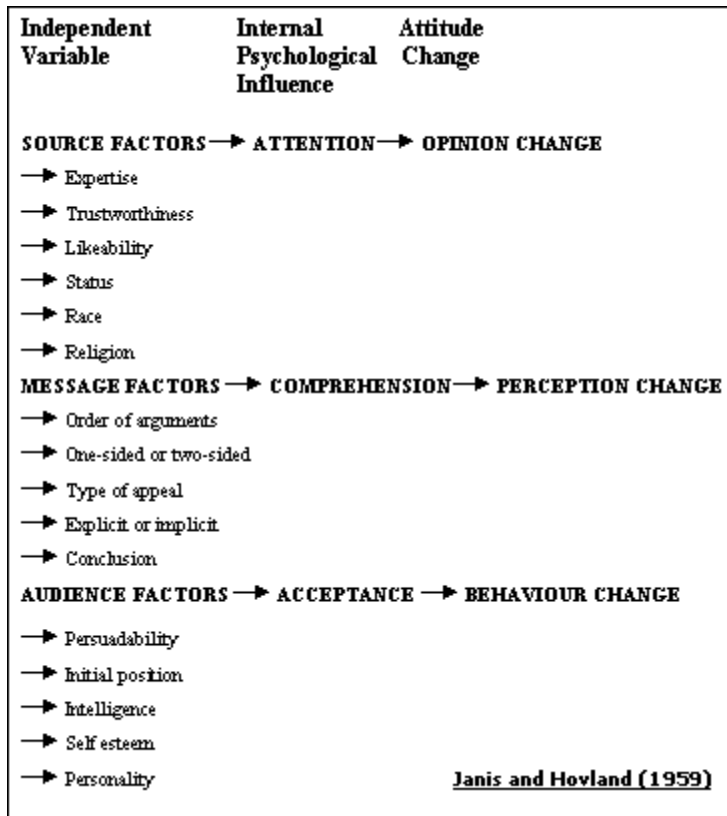 Independent Internal Attitude
Variable Psychological Change
Influence
SOURCE FACTORS → ATTENTION → OPINION CHANGE
→ Expertise
→ Trustworthiness
→ Likeability
→ Status
→ Race
→ Religion
MESSAGE FACTORS → COMPREHENSION → PERCEPTION CHANGE
→ Order of arguments
→ One-sided or two-sided
→ Type of appeal
→ Explicit or implicit
→ Conclusion
AUDIENCE FACTORS → ACCEPTANCE → BEHAVIOUR CHANGE
→ Persuadability
→ Initial position
→ Intelligence
→ Self esteem
→ Personality Janis and Hovland (1959)